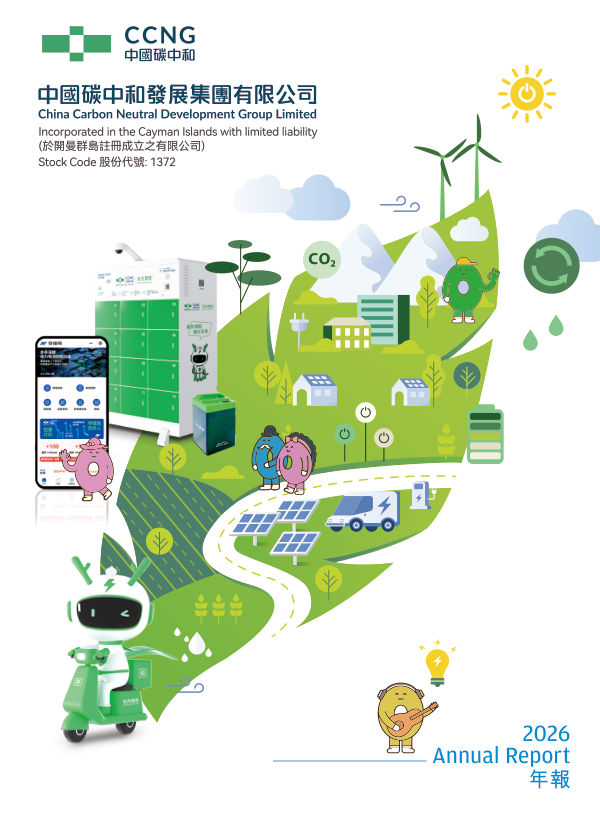 CCNG
中國碳中和
中國碳中和發展集團有限公司
China Carbon Neutral Development Group Limited
Incorporated in the Cayman Islands with limited liability
(於開曼群島註冊成立之有限公司)
Stock Code 股份代號: 1372
CO₂
CCNG
+100
2026
Annual Report
年報